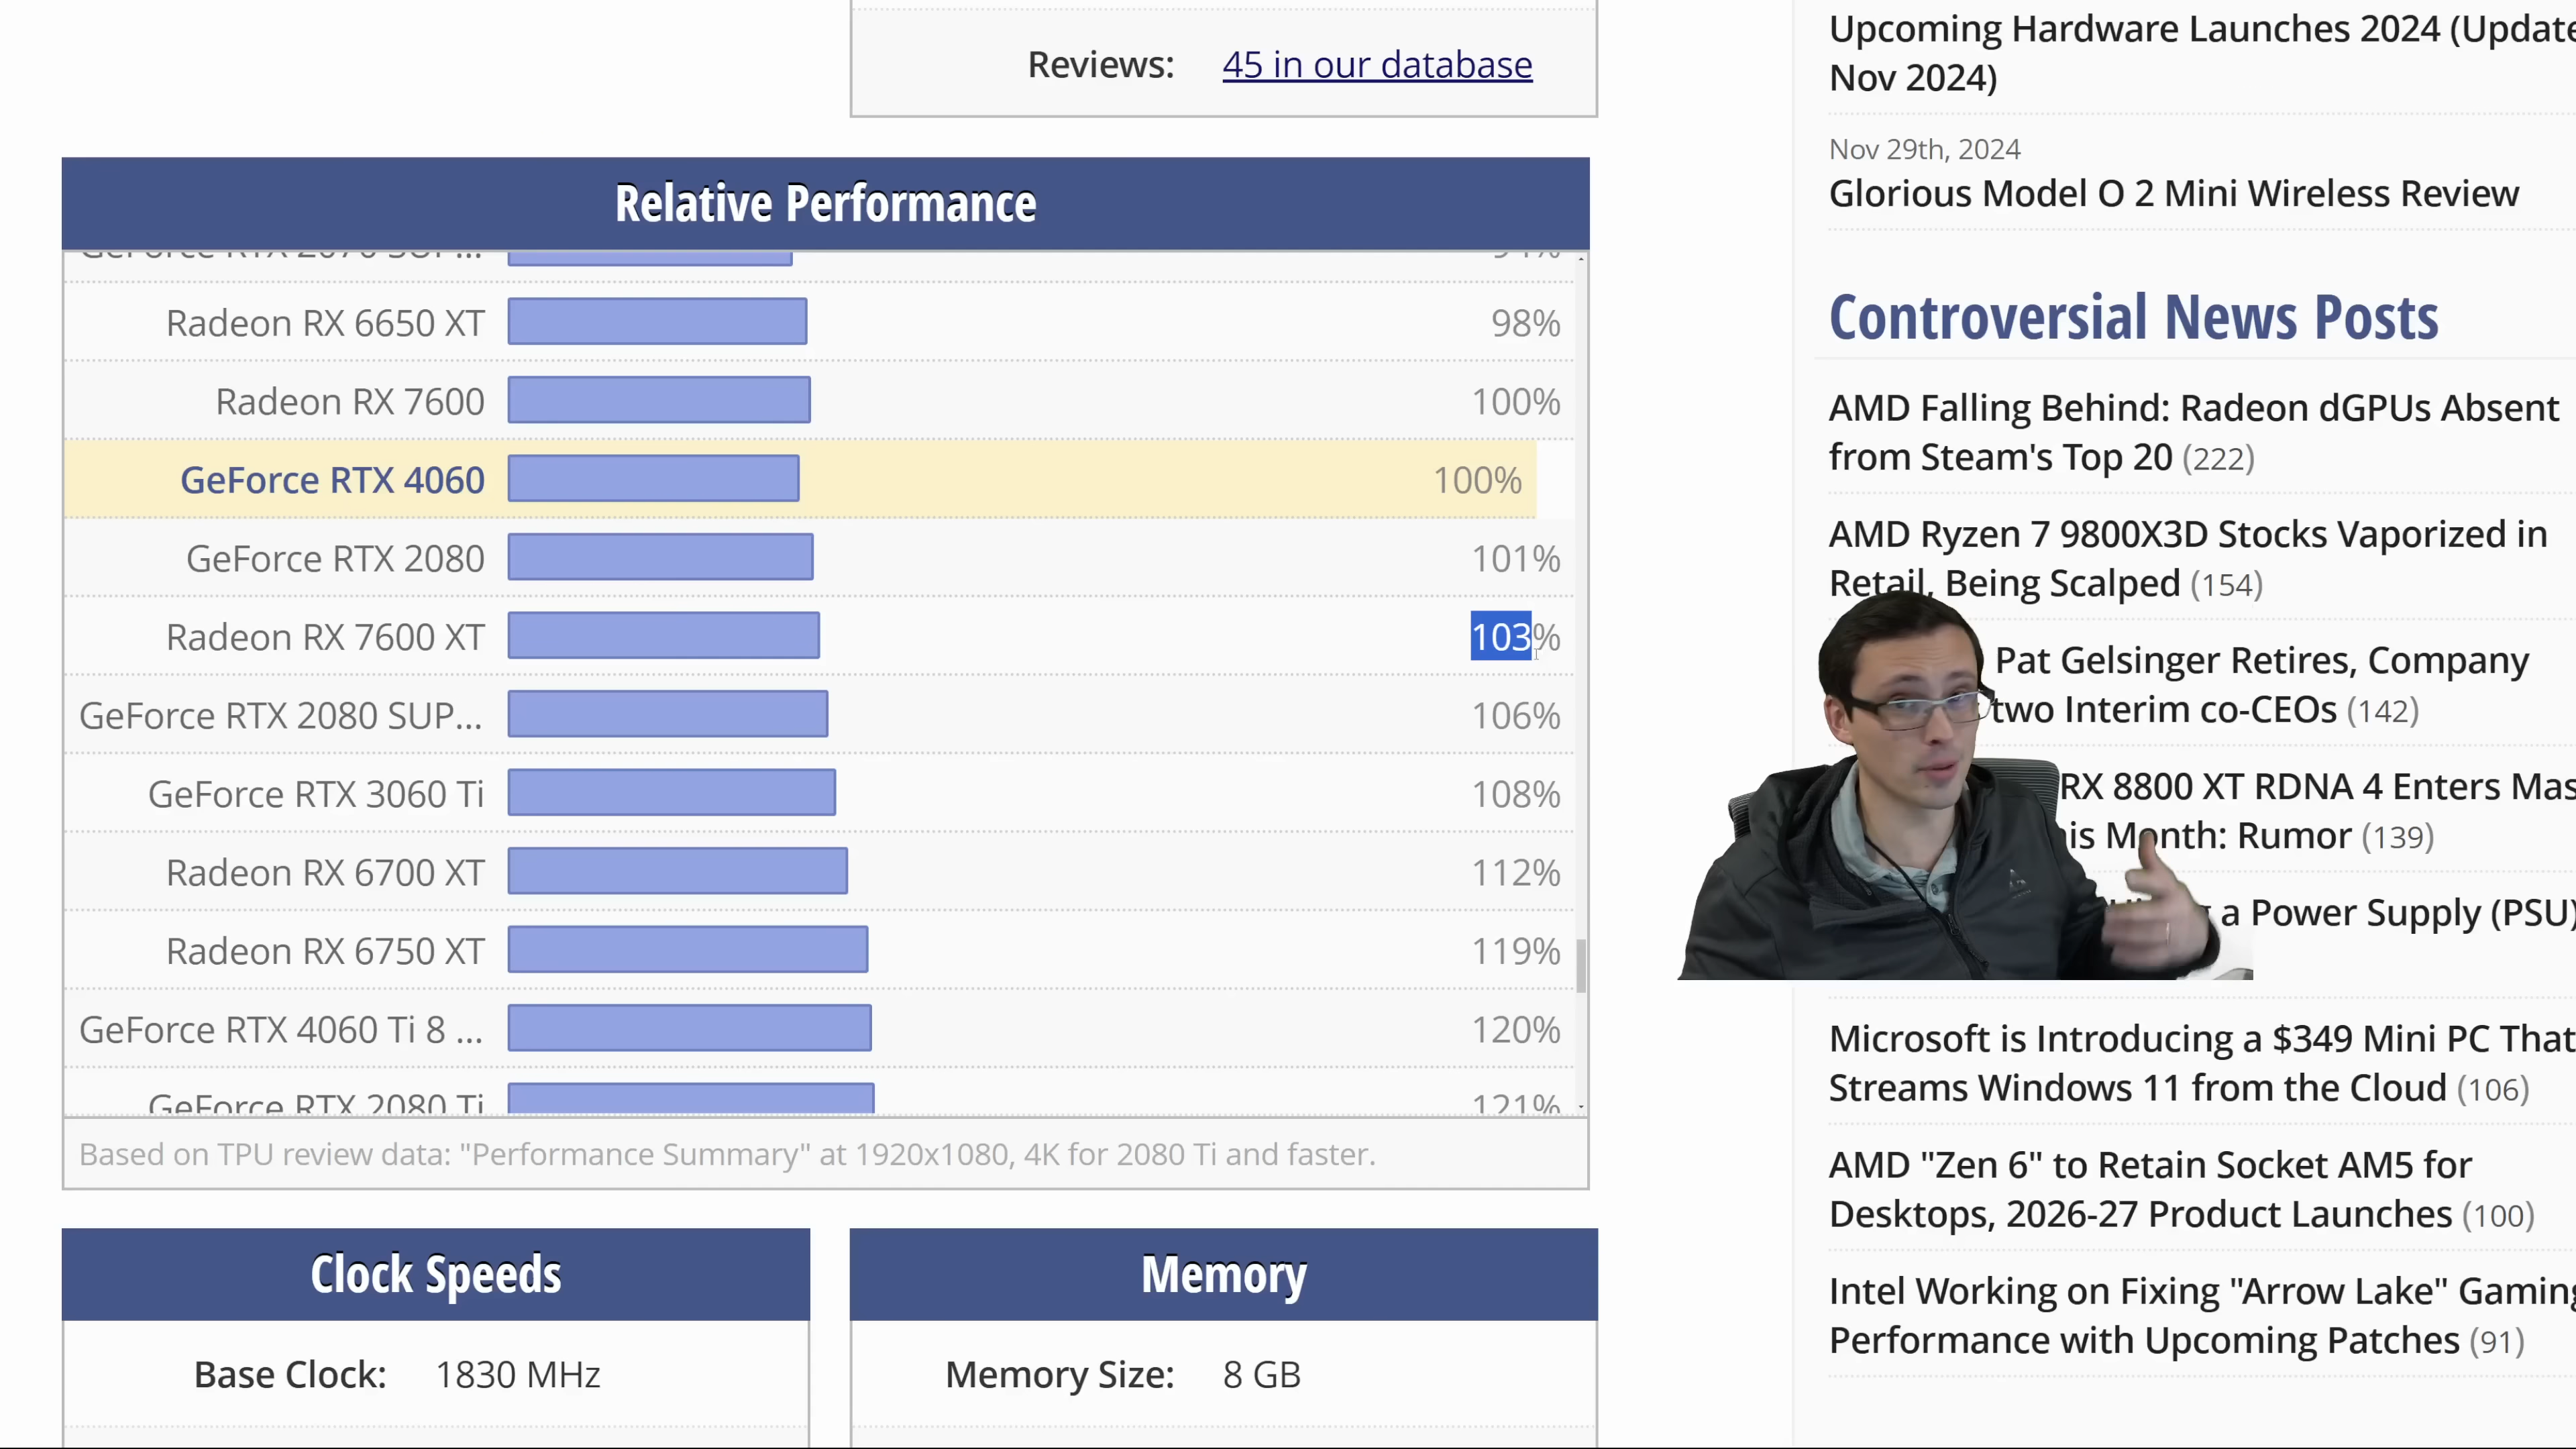 Reviews: 45 in our database
Relative Performance
Radeon RX 6650 XT 98%
Radeon RX 7600 100%
GeForce RTX 4060 100%
GeForce RTX 2080 101%
Radeon RX 7600 XT 103%
GeForce RTX 2080 SUP... 106%
GeForce RTX 3060 Ti 108%
Radeon RX 6700 XT 112%
Radeon RX 6750 XT 119%
GeForce RTX 4060 Ti 8 ... 120%
GeForce RTX 2080 Ti 121%
Based on TPU review data: "Performance Summary" at 1920x1080, 4K for 2080 Ti and faster.
Clock Speeds
Base Clock: 1830 MHz
Memory
Memory Size: 8 GB
Upcoming Hardware Launches 2024 (Update
Nov 2024)
Nov 29th, 2024
Glorious Model O 2 Mini Wireless Review
Controversial News Posts
AMD Falling Behind: Radeon dGPUs Absent
from Steam's Top 20 (222)
AMD Ryzen 7 9800X3D Stocks Vaporized in
Retail, Being Scalped (154)
Pat Gelsinger Retires, Company
two Interim co-CEOs (142)
RX 8800 XT RDNA 4 Enters Mas
is Month: Rumor (139)
a Power Supply (PSU)
Microsoft is Introducing a $349 Mini PC That
Streams Windows 11 from the Cloud (106)
AMD "Zen 6" to Retain Socket AM5 for
Desktops, 2026-27 Product Launches (100)
Intel Working on Fixing "Arrow Lake" Gaming
Performance with Upcoming Patches (91)